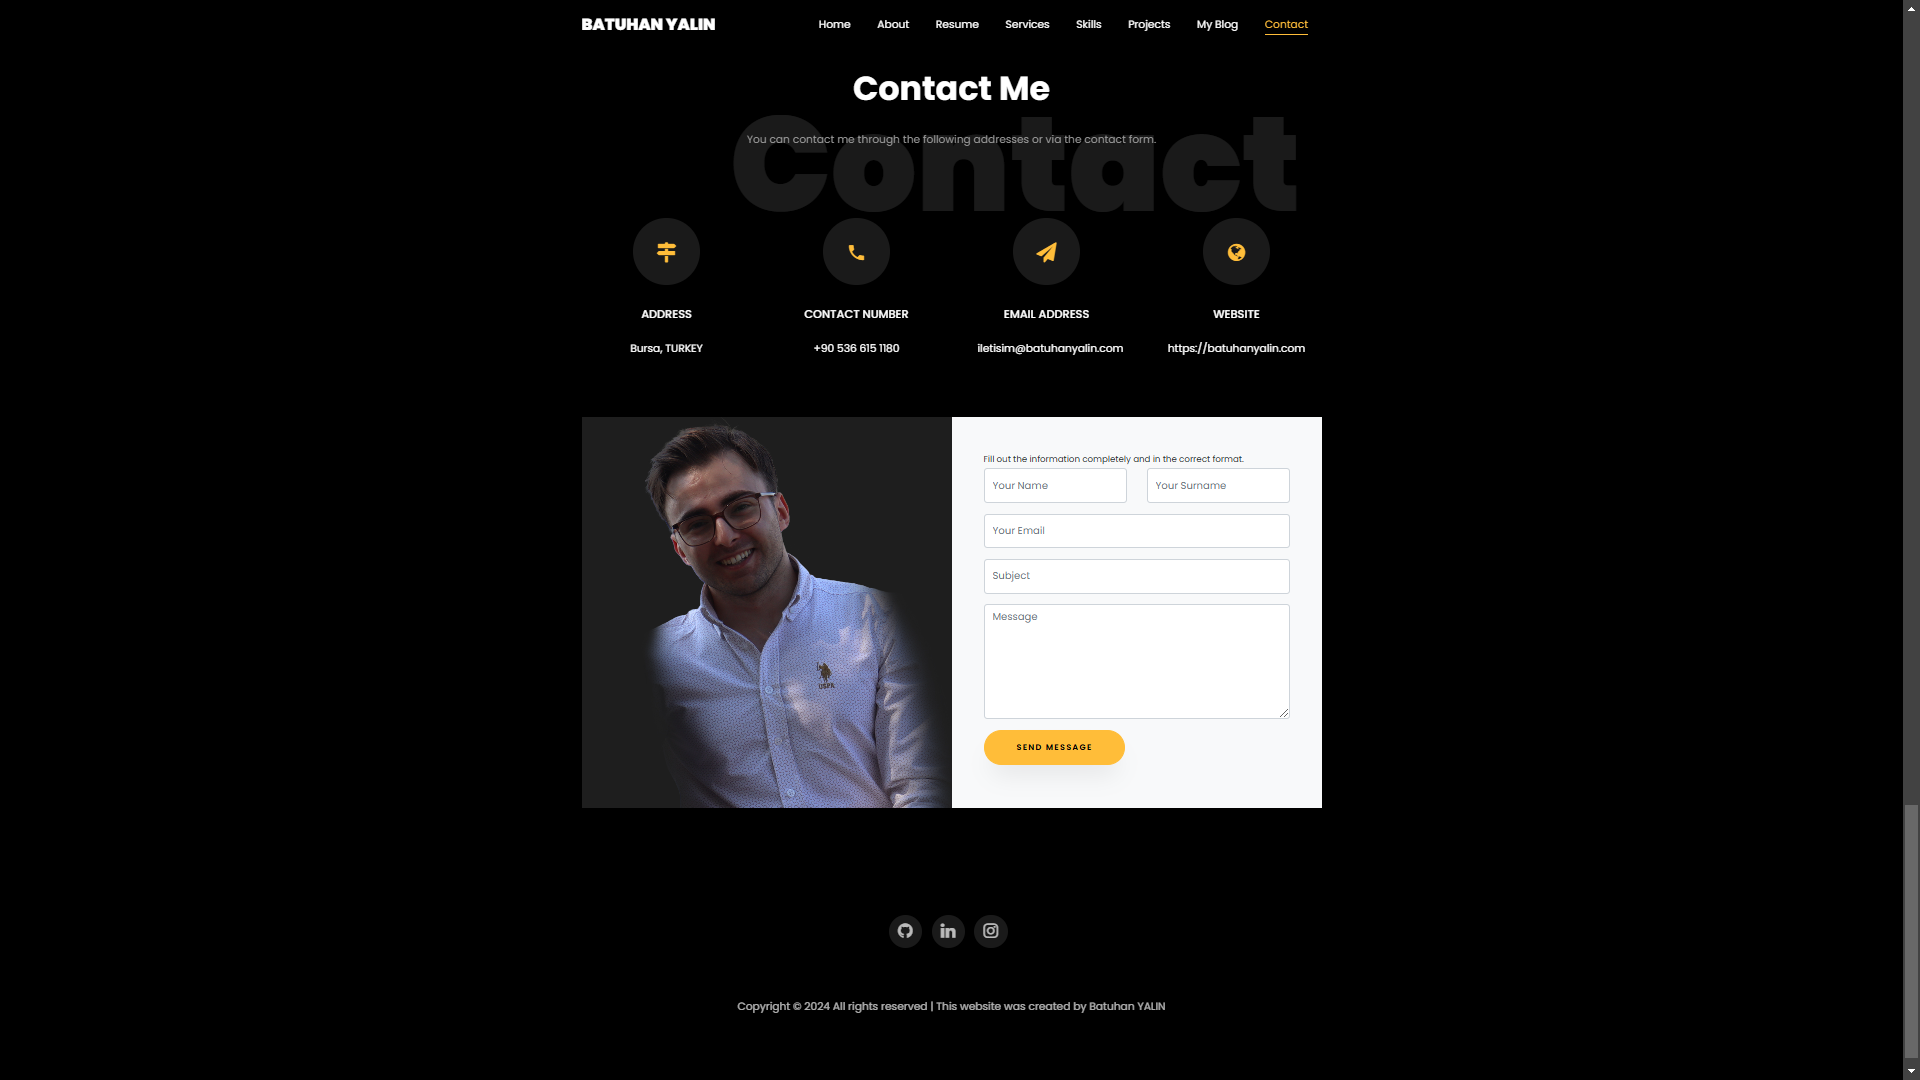 BATUHAN YALIN
Home About Resume Services Skills Projects My Blog Contact
Contact Me
Contact
You can contact me through the following addresses or via the contact form.
ADDRESS
Bursa, TURKEY
CONTACT NUMBER
+90 536 615 1180
EMAIL ADDRESS
iletisim@batuhanyalin.com
WEBSITE
https://batuhanyalin.com
USPA
Fill out the information completely and in the correct format.
Your Name
Your Surname
Your Email
Subject
Message
SEND MESSAGE
Copyright © 2024 All rights reserved | This website was created by Batuhan YALIN